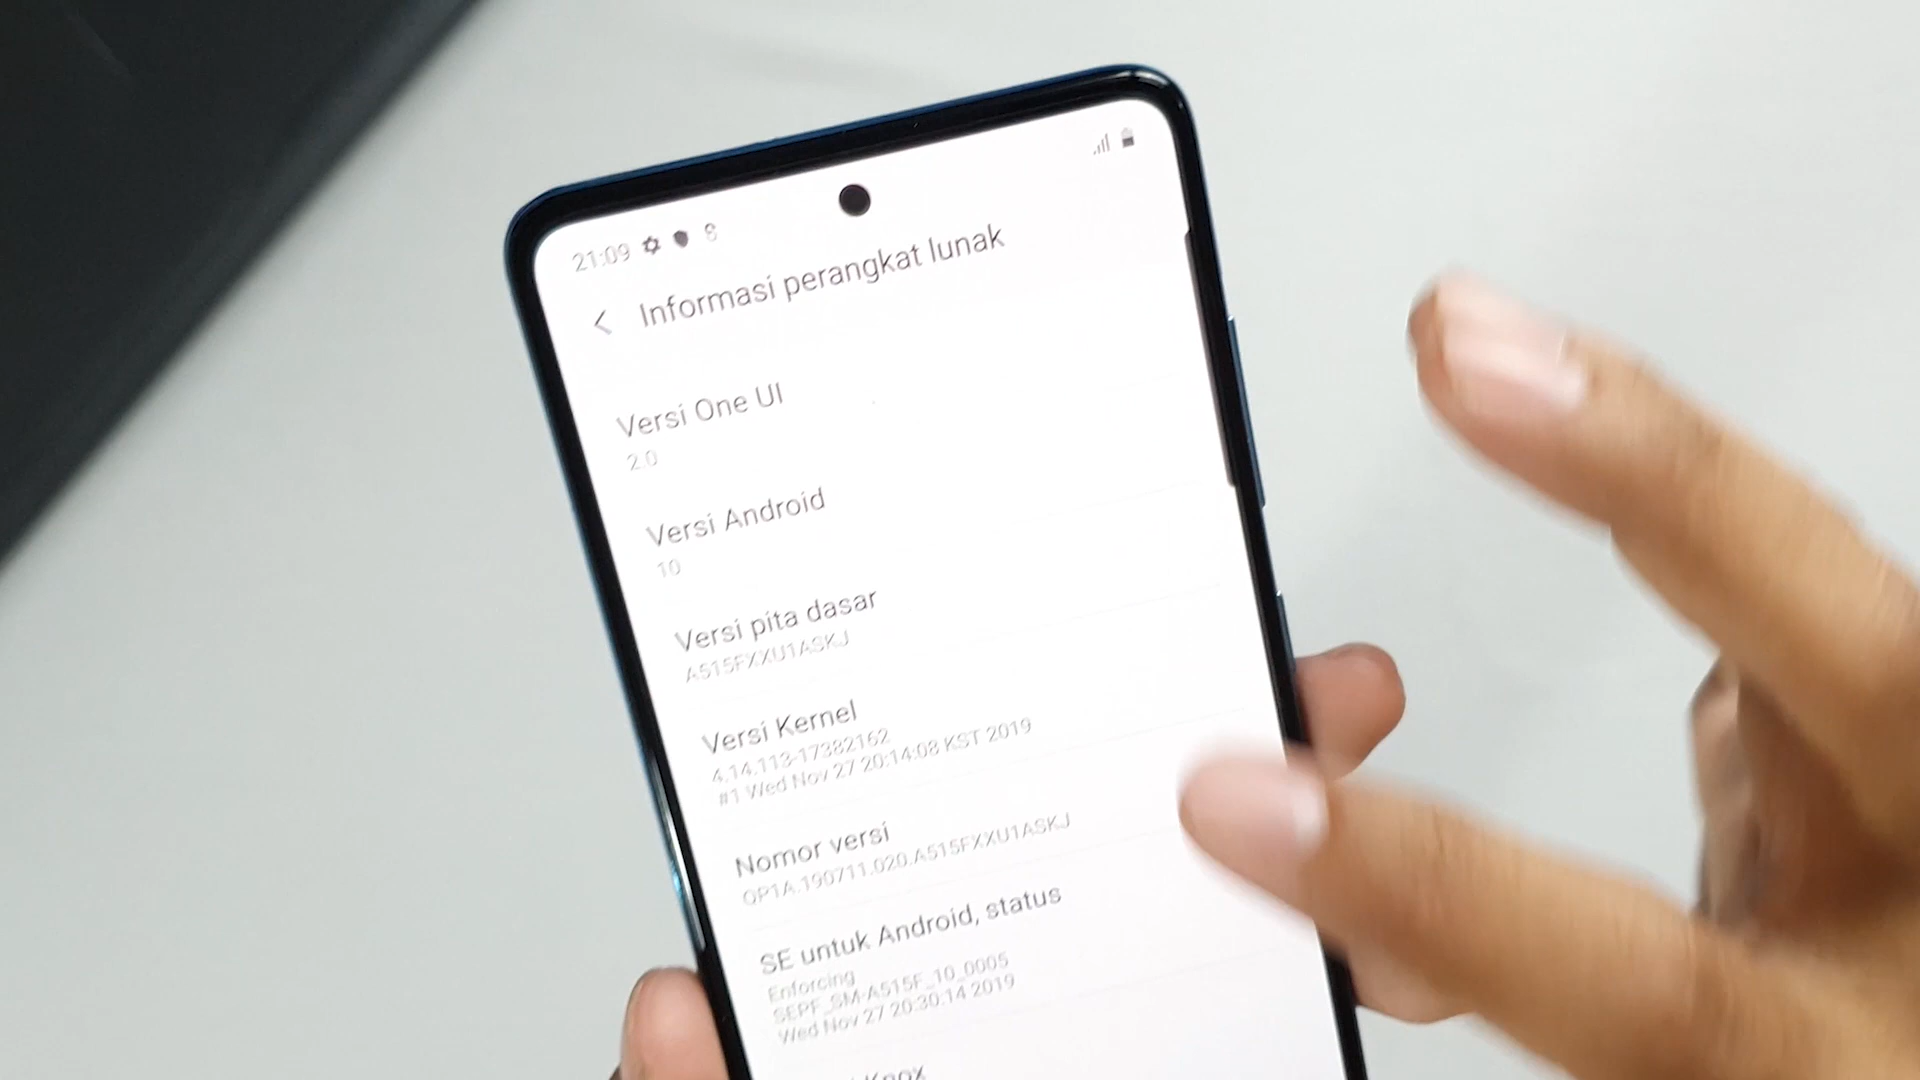 21:09
Informasi perangkat lunak
Versi One UI
2.0
Versi Android
10
Versi pita dasar
A515FXXU1ASKJ
Versi Kernel
4.14.113-17382162
#1 Wed Nov 27 20:14:08 KST 2019
Nomor versi
QP1A.190711.020.A515FXXU1ASKJ
SE untuk Android, status
Enforcing
SEPF_SM-A515F_10_0005
Wed Nov 27 20:30:14 2019
Knox